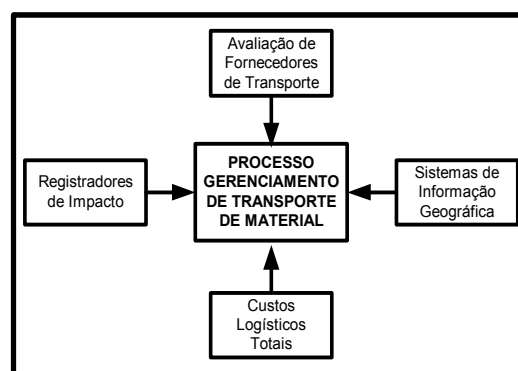 Avaliação de
Fornecedores
de Transporte
Registradores
de Impacto
PROCESSO
GERENCIAMENTO
DE TRANSPORTE
DE MATERIAL
Sistemas de
Informação
Geográfica
Custos
Logísticos
Totais